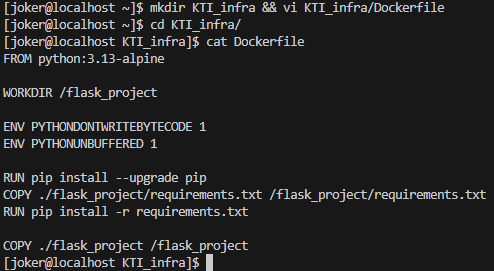 [joker@localhost ~]$ mkdir KTI_infra && vi KTI_infra/Dockerfile
[joker@localhost ~]$ cd KTI_infra/
[joker@localhost KTI_infra]$ cat Dockerfile
FROM python:3.13-alpine

WORKDIR /flask_project

ENV PYTHONDONTWRITEBYTECODE 1
ENV PYTHONUNBUFFERED 1

RUN pip install --upgrade pip
COPY ./flask_project/requirements.txt /flask_project/requirements.txt
RUN pip install -r requirements.txt

COPY ./flask_project /flask_project
[joker@localhost KTI_infra]$